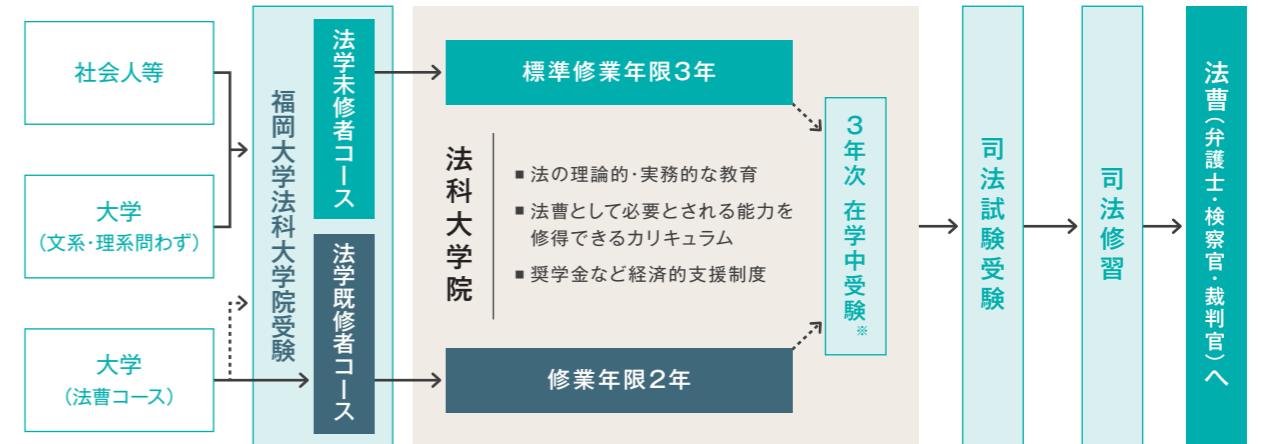 社会人等
大学
（文系・理系問わず）
大学
（法曹コース）
福岡大学法科大学院受験
法学未修者コース
法学既修者コース
標準修業年限3年
法科大学院
■ 法の理論的・実務的な教育
■ 法曹として必要とされる能力を
修得できるカリキュラム
■ 奨学金など経済的支援制度
修業年限2年
3年次 在学中受験※
司法試験受験
司法修習
法曹（弁護士・検察官・裁判官）へ